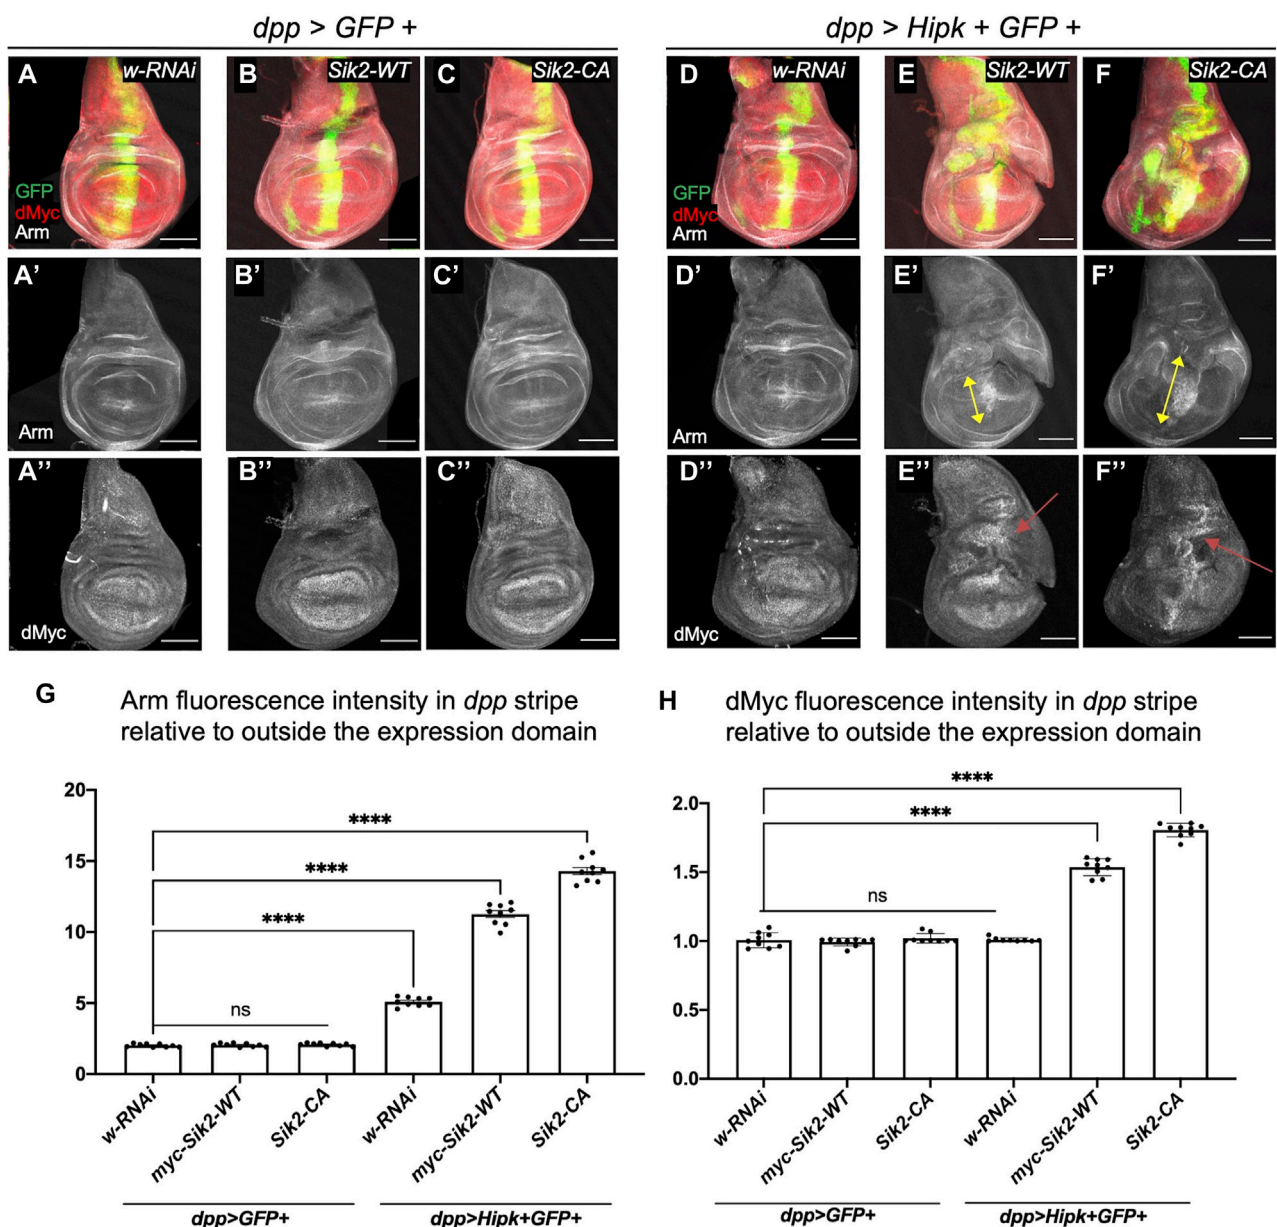 dpp > GFP +
dpp > Hipk + GFP +
A w-RNAi
B Sik2-WT
C Sik2-CA
D w-RNAi
E Sik2-WT
F Sik2-CA
GFP
dMyc
Arm
GFP
dMyc
Arm
A'
B'
C'
D'
E'
F'
Arm
Arm
A''
B''
C''
D''
E''
F''
dMyc
dMyc
G Arm fluorescence intensity in dpp stripe
relative to outside the expression domain
20
15
10
5
0
****
****
****
ns
w-RNAi
myc-Sik2-WT
Sik2-CA
w-RNAi
myc-Sik2-WT
Sik2-CA
dpp>GFP+
dpp>Hipk+GFP+
H dMyc fluorescence intensity in dpp stripe
relative to outside the expression domain
2.0
1.5
1.0
0.5
0.0
****
****
ns
w-RNAi
myc-Sik2-WT
Sik2-CA
w-RNAi
myc-Sik2-WT
Sik2-CA
dpp>GFP+
dpp>Hipk+GFP+